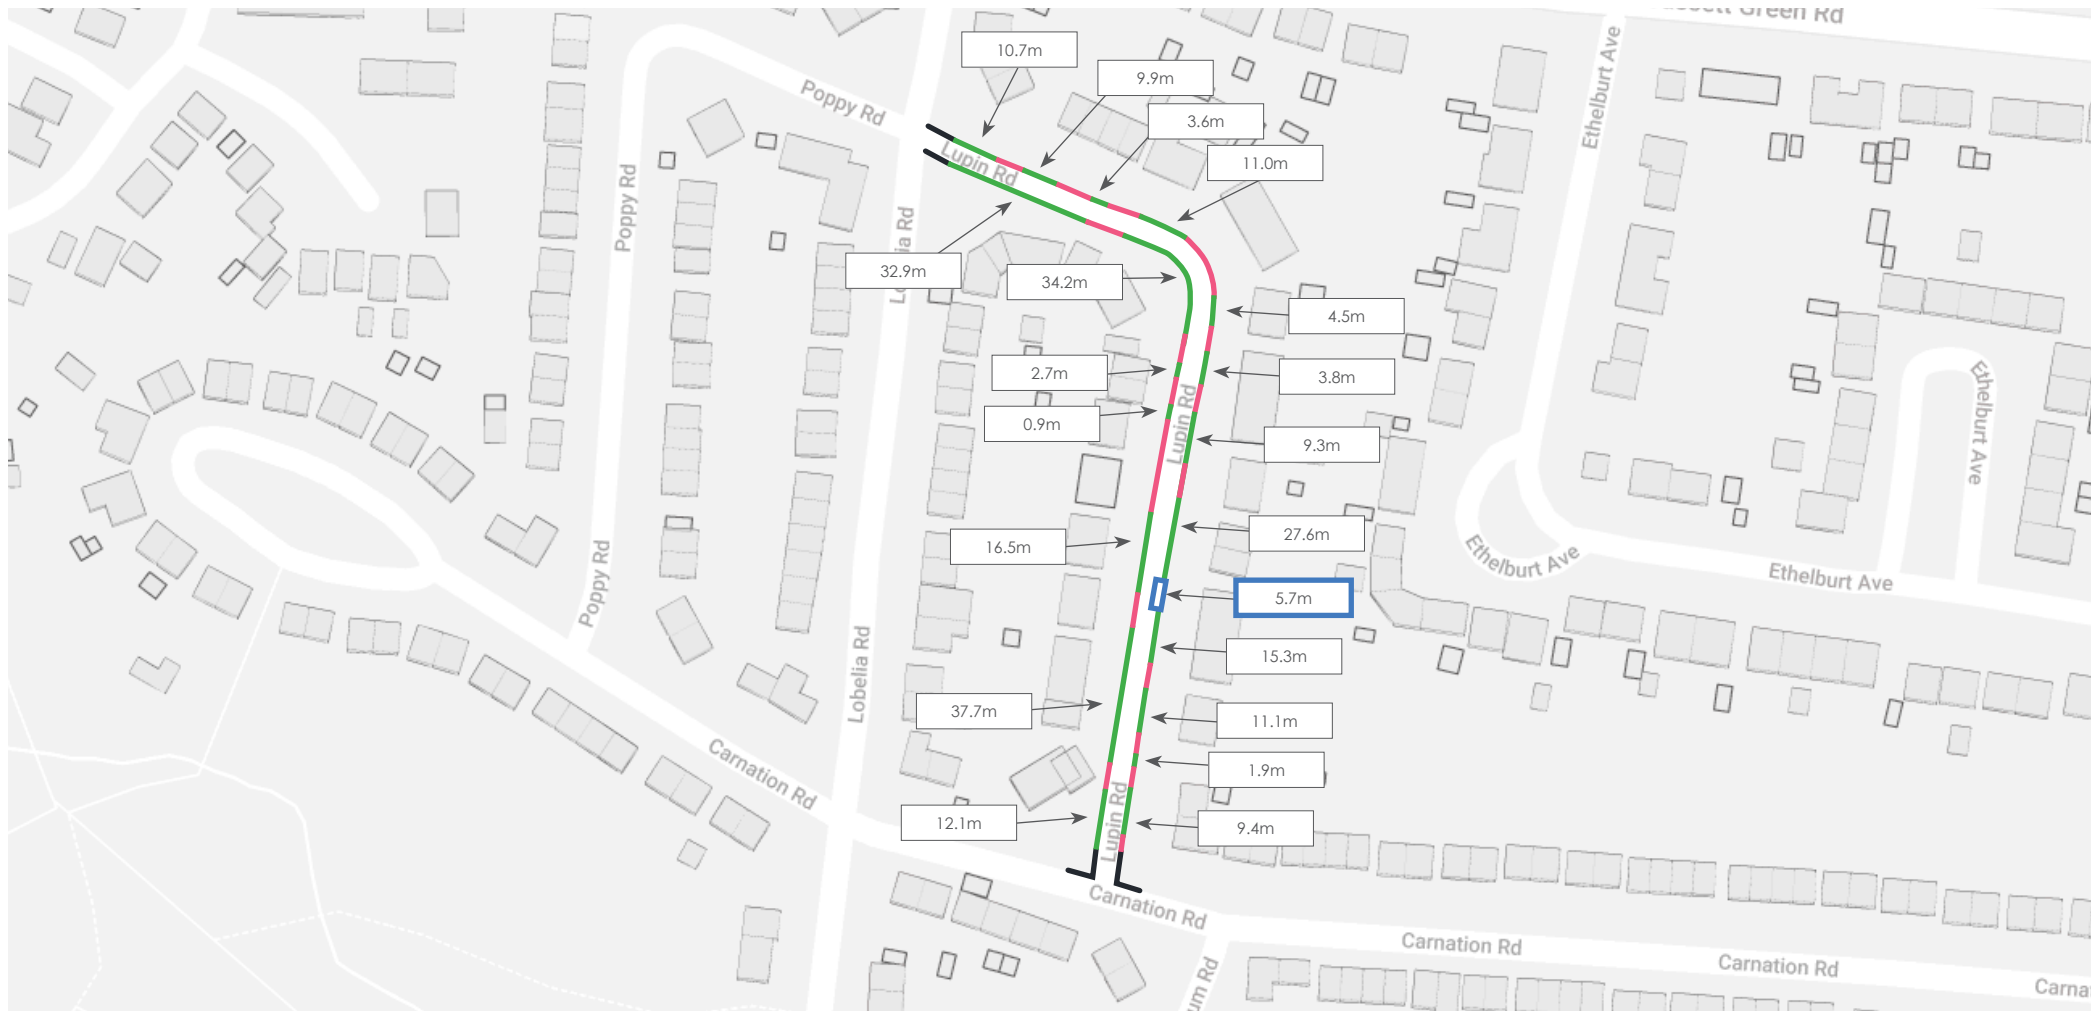 Green Rd
10.7m
9.9m
Poppy Rd
3.6m
Ethelburt Ave
Lupin Rd
11.0m
Poppy Rd
32.9m
34.2m
4.5m
2.7m
3.8m
Ethelburt Ave
0.9m
Lupin Rd
9.3m
16.5m
27.6m
Ethelburt Ave
Ethelburt Ave
Poppy Rd
5.7m
15.3m
Lobelia Rd
37.7m
11.1m
Carnation Rd
1.9m
12.1m
Lupin Rd
9.4m
Carnation Rd
Carnation Rd
Carnation Rd
Rd